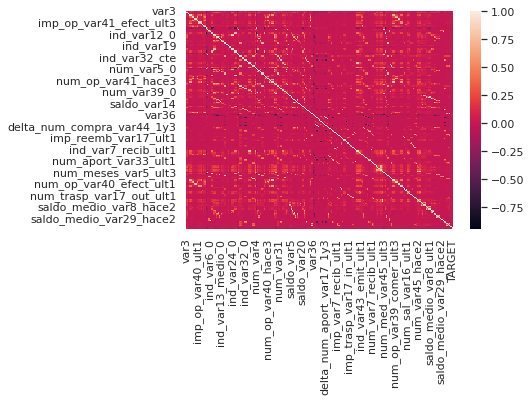 var3
imp_op_var41_efect_ult3
ind_var12_0
ind_var19
ind_var32_cte
num_var5_0
num_op_var41_hace3
num_var39_0
saldo_var14
var36
delta_num_compra_var44_1y3
imp_reemb_var17_ult1
ind_var7_recib_ult1
num_aport_var33_ult1
num_meses_var5_ult3
num_op_var40_efect_ult1
num_trasp_var17_out_ult1
saldo_medio_var8_hace2
saldo_medio_var29_hace2
var3
imp_op_var40_ult1
ind_var6_0
ind_var13_medio_0
ind_var24_0
ind_var32_0
num_var4
num_op_var40_hace3
num_var31
saldo_var5
saldo_var20
var36
delta_num_aport_var17_1y3
imp_var7_recib_ult1
imp_trasp_var17_in_ult1
ind_var43_emit_ult1
num_var7_recib_ult1
num_med_var45_ult3
num_op_var39_comer_ult3
num_sal_var16_ult1
num_var45_hace2
saldo_medio_var8_ult1
saldo_medio_var29_hace2
TARGET
1.00
0.75
0.50
0.25
0.00
−0.25
−0.50
−0.75